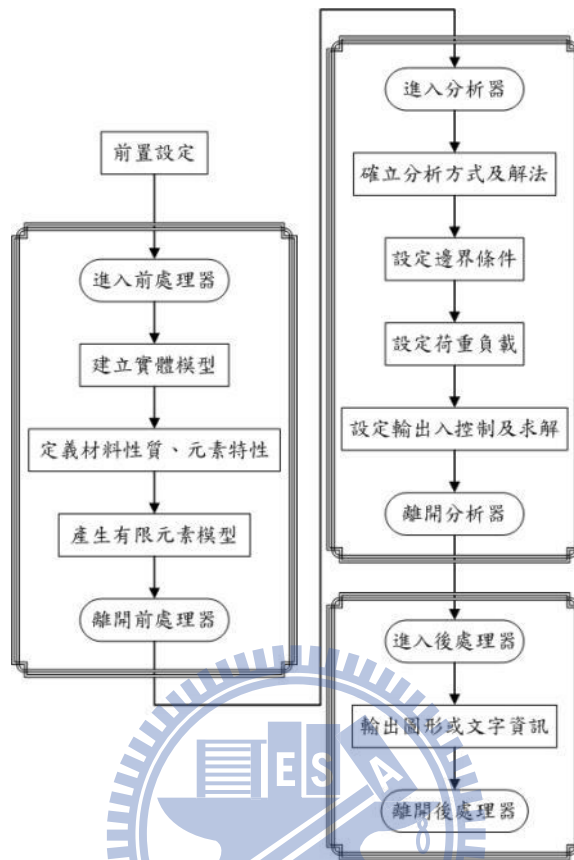 前置設定
進入前處理器
建立實體模型
定義材料性質、元素特性
產生有限元素模型
離開前處理器
進入分析器
確立分析方式及解法
設定邊界條件
設定荷重負載
設定輸出入控制及求解
離開分析器
進入後處理器
輸出圖形或文字資訊
離開後處理器
E S A